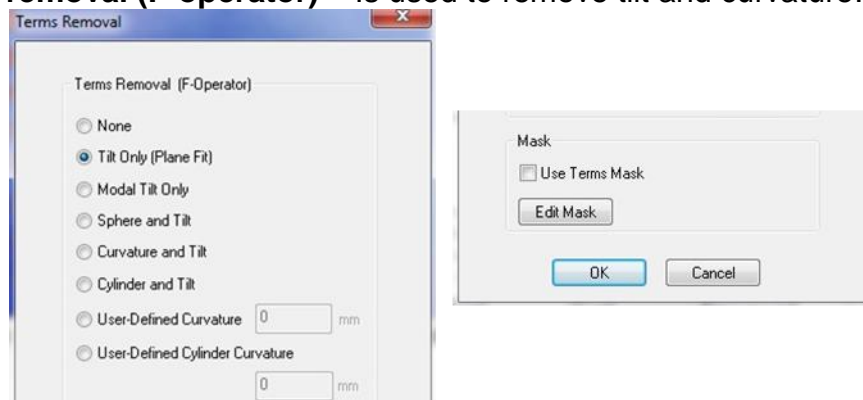 removal (F-operator) – is used to remove tilt and curvature.
Terms Removal
Terms Removal (F-Operator)
None
Tilt Only (Plane Fit)
Modal Tilt Only
Sphere and Tilt
Curvature and Tilt
Cylinder and Tilt
User-Defined Curvature 0 mm
User-Defined Cylinder Curvature
0 mm
Mask
Use Terms Mask
Edit Mask
OK Cancel